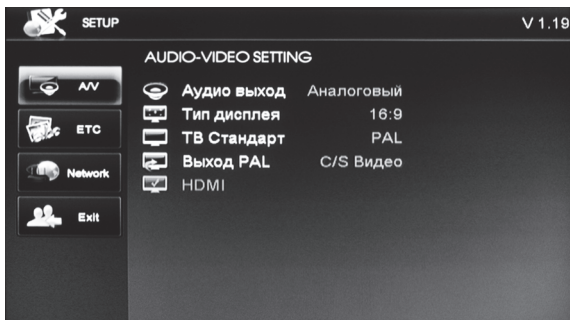 SETUP
V 1.19
AUDIO-VIDEO SETTING
A/V
ETC
Network
Exit
Аудио выход Аналоговый
Тип дисплея 16:9
ТВ Стандарт PAL
Выход PAL C/S Видео
HDMI